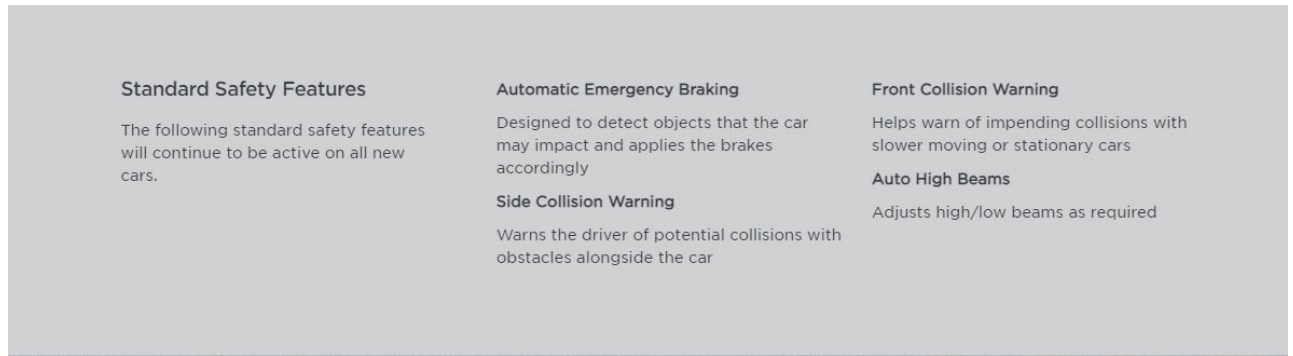 Standard Safety Features
The following standard safety features
will continue to be active on all new
cars.
Automatic Emergency Braking
Designed to detect objects that the car
may impact and applies the brakes
accordingly
Side Collision Warning
Warns the driver of potential collisions with
obstacles alongside the car
Front Collision Warning
Helps warn of impending collisions with
slower moving or stationary cars
Auto High Beams
Adjusts high/low beams as required